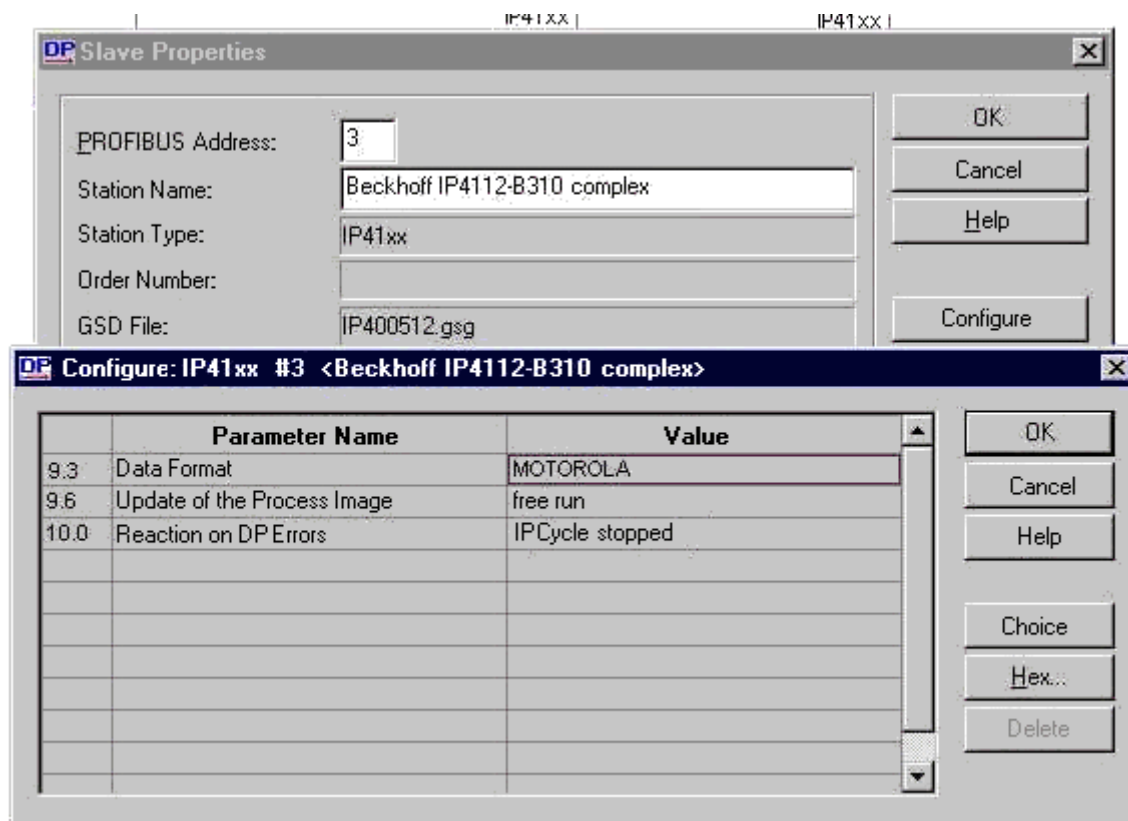 IP41xx IP41xx
DP Slave Properties
PROFIBUS Address: 3
OK
Station Name: Beckhoff IP4112-B310 complex
Cancel
Station Type: IP41xx
Help
Order Number:
GSD File: IP400512.gsg
Configure
DP Configure: IP41xx #3 <Beckhoff IP4112-B310 complex>
Parameter Name Value
OK
9.3 Data Format MOTOROLA
Cancel
9.6 Update of the Process Image free run
10.0 Reaction on DP Errors IPCycle stopped
Help
Choice
Hex...
Delete